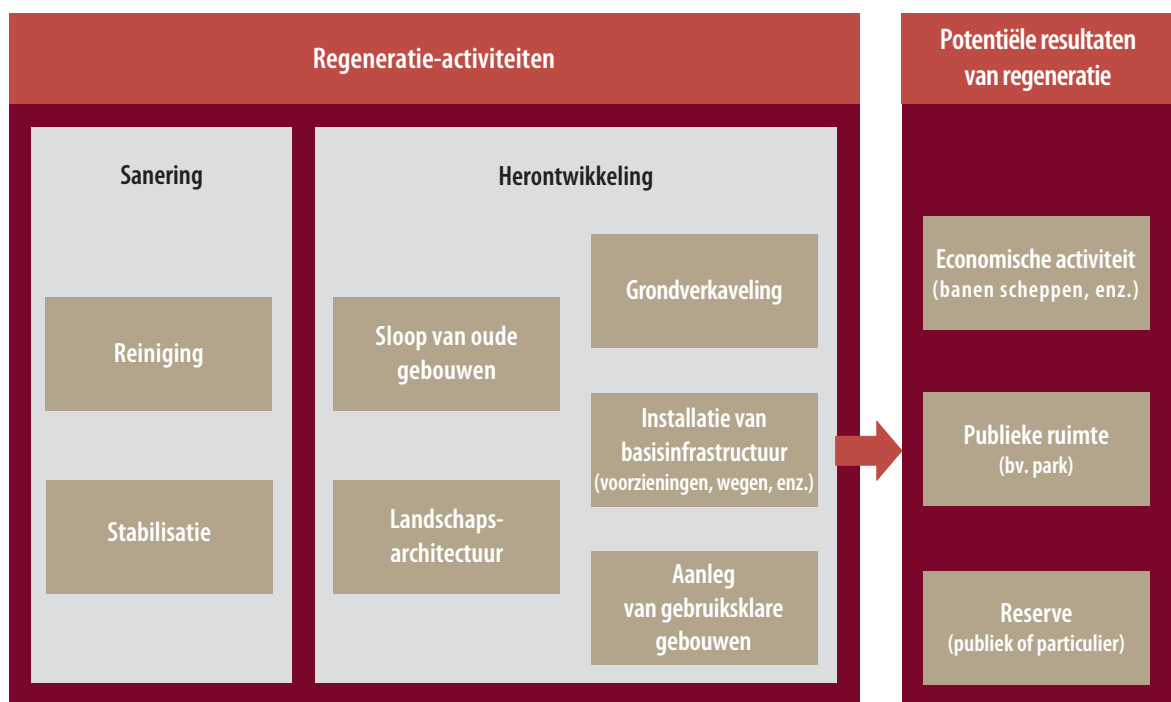 Regeneratie-activiteiten
Potentiële resultaten
van regeneratie
Sanering
Reiniging
Stabilisatie
Herontwikkeling
Sloop van oude
gebouwen
Landschaps-
architectuur
Grondverkaveling
Installatie van
basisinfrastructuur
(voorzieningen, wegen, enz.)
Aanleg
van gebruiksklare
gebouwen
Economische activiteit
(banen scheppen, enz.)
Publieke ruimte
(bv. park)
Reserve
(publiek of particulier)